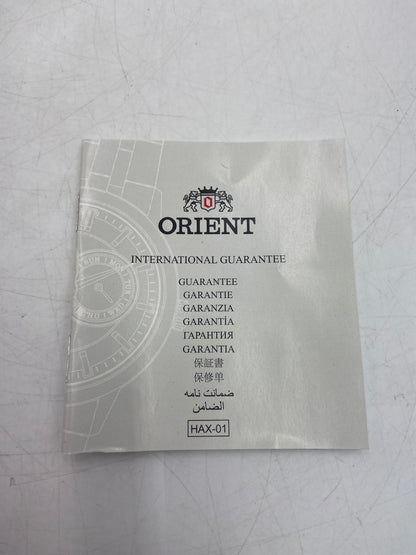 ORIENT
INTERNATIONAL GUARANTEE
GUARANTEE
GARANTIE
GARANZIA
GARANTÍA
ГАРАНТИЯ
GARANTIA
保証書
保修单
ضمانت نامه
الضامن
HAX-01